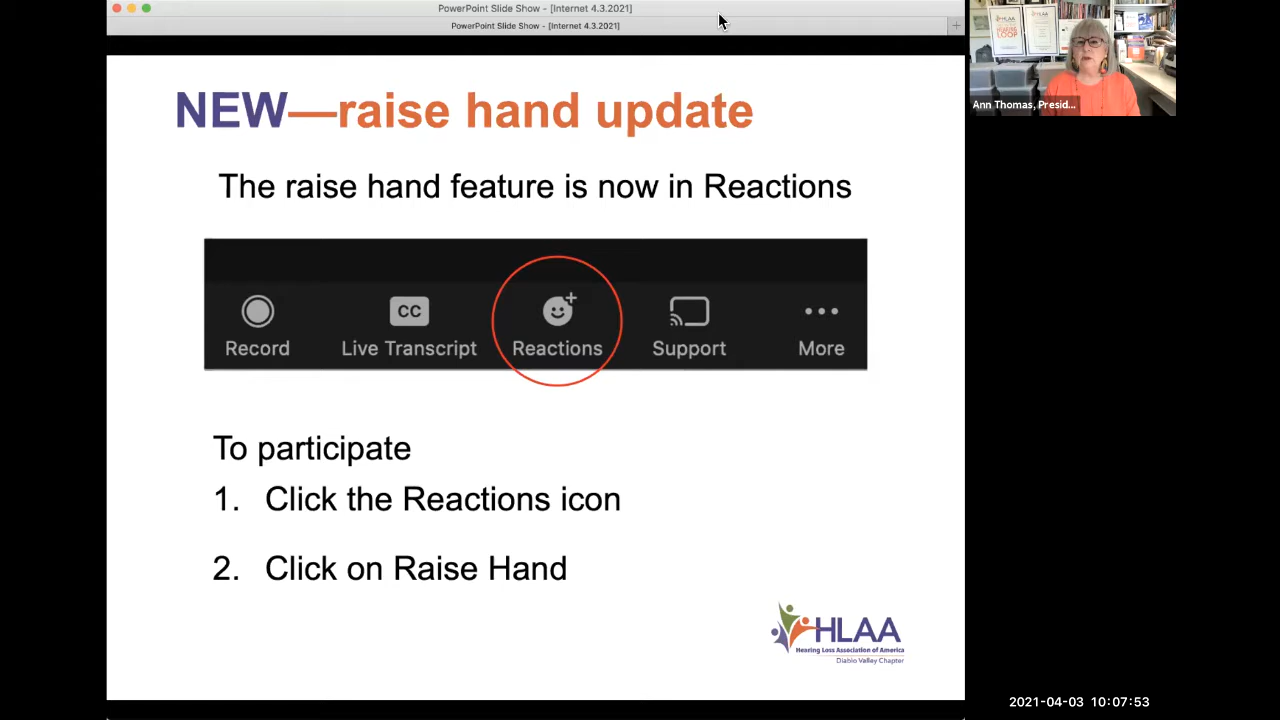 PowerPoint Slide Show - [Internet 4.3.2021]
PowerPoint Slide Show - [Internet 4.3.2021]
NEW—raise hand update
The raise hand feature is now in Reactions
CC
Record Live Transcript Reactions Support More
To participate
1. Click the Reactions icon
2. Click on Raise Hand
HLAA
Hearing Loss Association of America
Diablo Valley Chapter
HLAA
LOOP
Ann Thomas, Presid...
2021-04-03 10:07:53